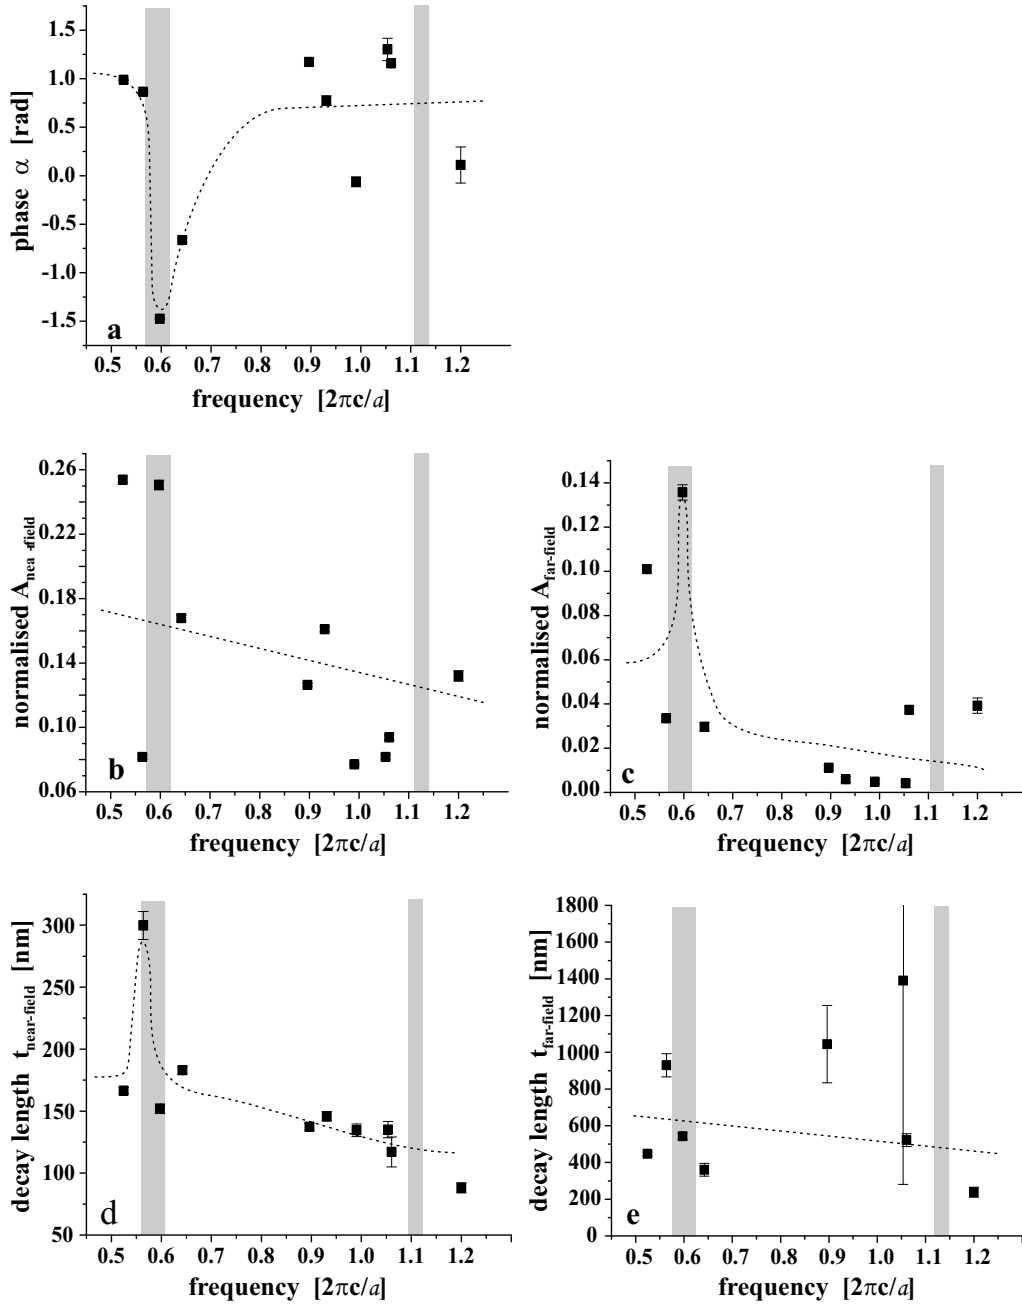 phase α [rad]
1.5
1.0
0.5
0.0
-0.5
-1.0
-1.5
a
0.5 0.6 0.7 0.8 0.9 1.0 1.1 1.2
frequency [2πc/a]
normalised A nea -field
0.26
0.22
0.18
0.14
0.10
0.06
b
0.5 0.6 0.7 0.8 0.9 1.0 1.1 1.2
frequency [2πc/a]
normalised A far-field
0.14
0.12
0.10
0.08
0.06
0.04
0.02
0.00
c
0.5 0.6 0.7 0.8 0.9 1.0 1.1 1.2
frequency [2πc/a]
decay length t near-field [nm]
300
250
200
150
100
50
d
0.5 0.6 0.7 0.8 0.9 1.0 1.1 1.2
frequency [2πc/a]
decay length t far-field [nm]
1800
1600
1400
1200
1000
800
600
400
200
0
e
0.5 0.6 0.7 0.8 0.9 1.0 1.1 1.2
frequency [2πc/a]